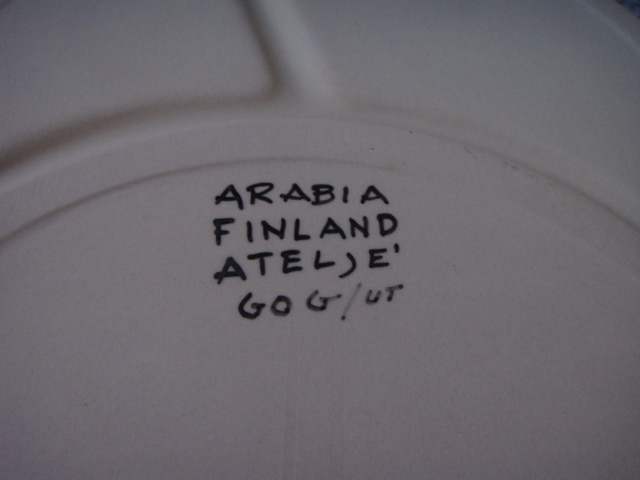 ARABIA
FINLAND
ATELJE'
GOG/UT